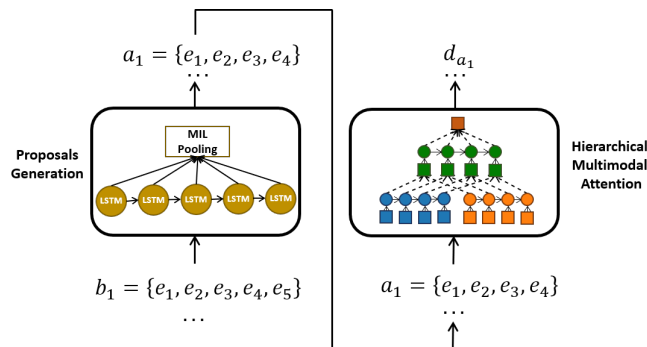 a₁ = {e₁, e₂, e₃, e₄}
...
MIL
Pooling
Proposals
Generation
LSTM LSTM LSTM LSTM LSTM
b₁ = {e₁, e₂, e₃, e₄, e₅}
...
d_{a₁}
...
Hierarchical
Multimodal
Attention
a₁ = {e₁, e₂, e₃, e₄}
...